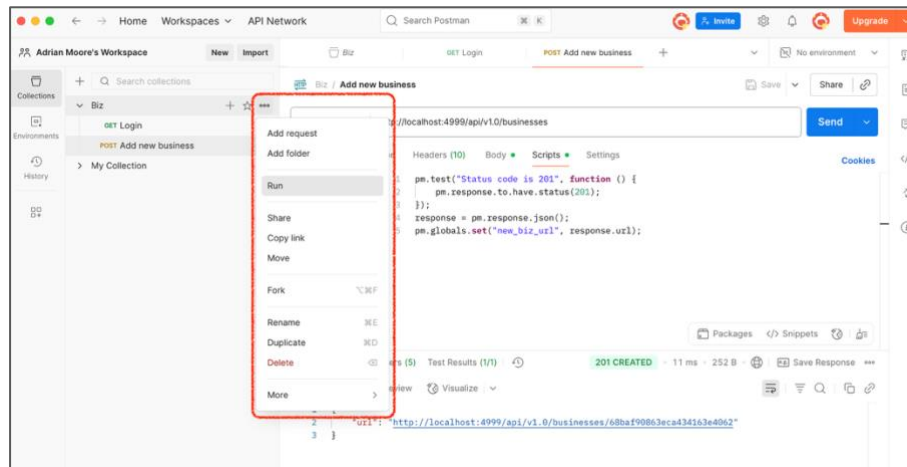 Home Workspaces API Network Search Postman ⌘ K Invite Upgrade
Adrian Moore's Workspace New Import Biz GET Login POST Add new business No environment
Collections
Environments
History
Search collections
Biz
GET Login
POST Add new business
My Collection
Add request
Add folder
Run
Share
Copy link
Move
Fork ⌥⌘F
Rename ⌘E
Duplicate ⌘D
Delete
More
Biz / Add new business Save Share
://localhost:4999/api/v1.0/businesses Send
Headers (10) Body Scripts Settings Cookies
pm.test("Status code is 201", function () {
pm.response.to.have.status(201);
});
response = pm.response.json();
pm.globals.set("new_biz_url", response.url);
Packages </> Snippets
(5) Test Results (1/1) 201 CREATED 11 ms 252 B Save Response
Visualize
2 "url": "http://localhost:4999/api/v1.0/businesses/68baf90863eca434163e4062"
3 }